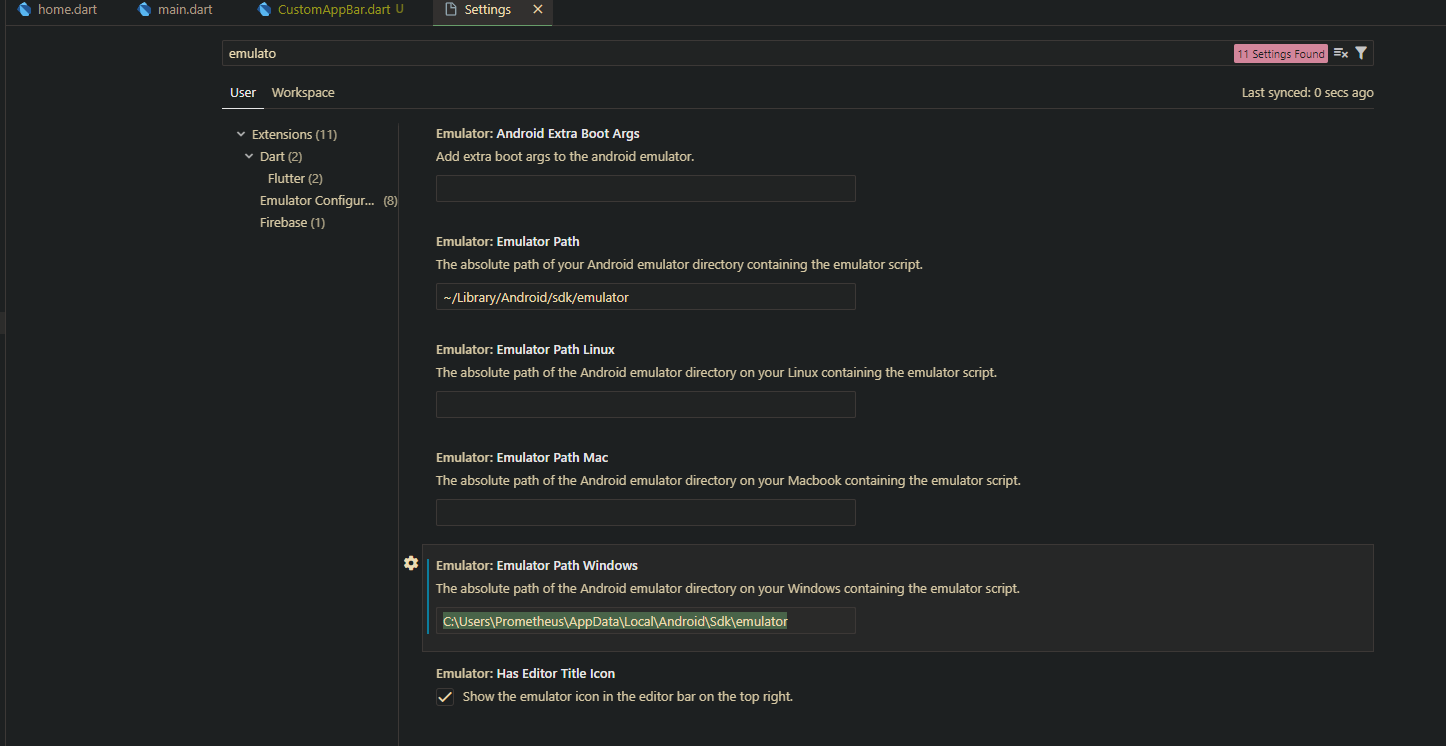 home.dart main.dart CustomAppBar.dart U Settings
emulato 11 Settings Found
User Workspace Last synced: 0 secs ago
Extensions (11)
Dart (2)
Flutter (2)
Emulator Configur... (8)
Firebase (1)
Emulator: Android Extra Boot Args
Add extra boot args to the android emulator.
Emulator: Emulator Path
The absolute path of your Android emulator directory containing the emulator script.
~/Library/Android/sdk/emulator
Emulator: Emulator Path Linux
The absolute path of the Android emulator directory on your Linux containing the emulator script.
Emulator: Emulator Path Mac
The absolute path of the Android emulator directory on your Macbook containing the emulator script.
Emulator: Emulator Path Windows
The absolute path of the Android emulator directory on your Windows containing the emulator script.
C:\Users\Prometheus\AppData\Local\Android\Sdk\emulator
Emulator: Has Editor Title Icon
Show the emulator icon in the editor bar on the top right.